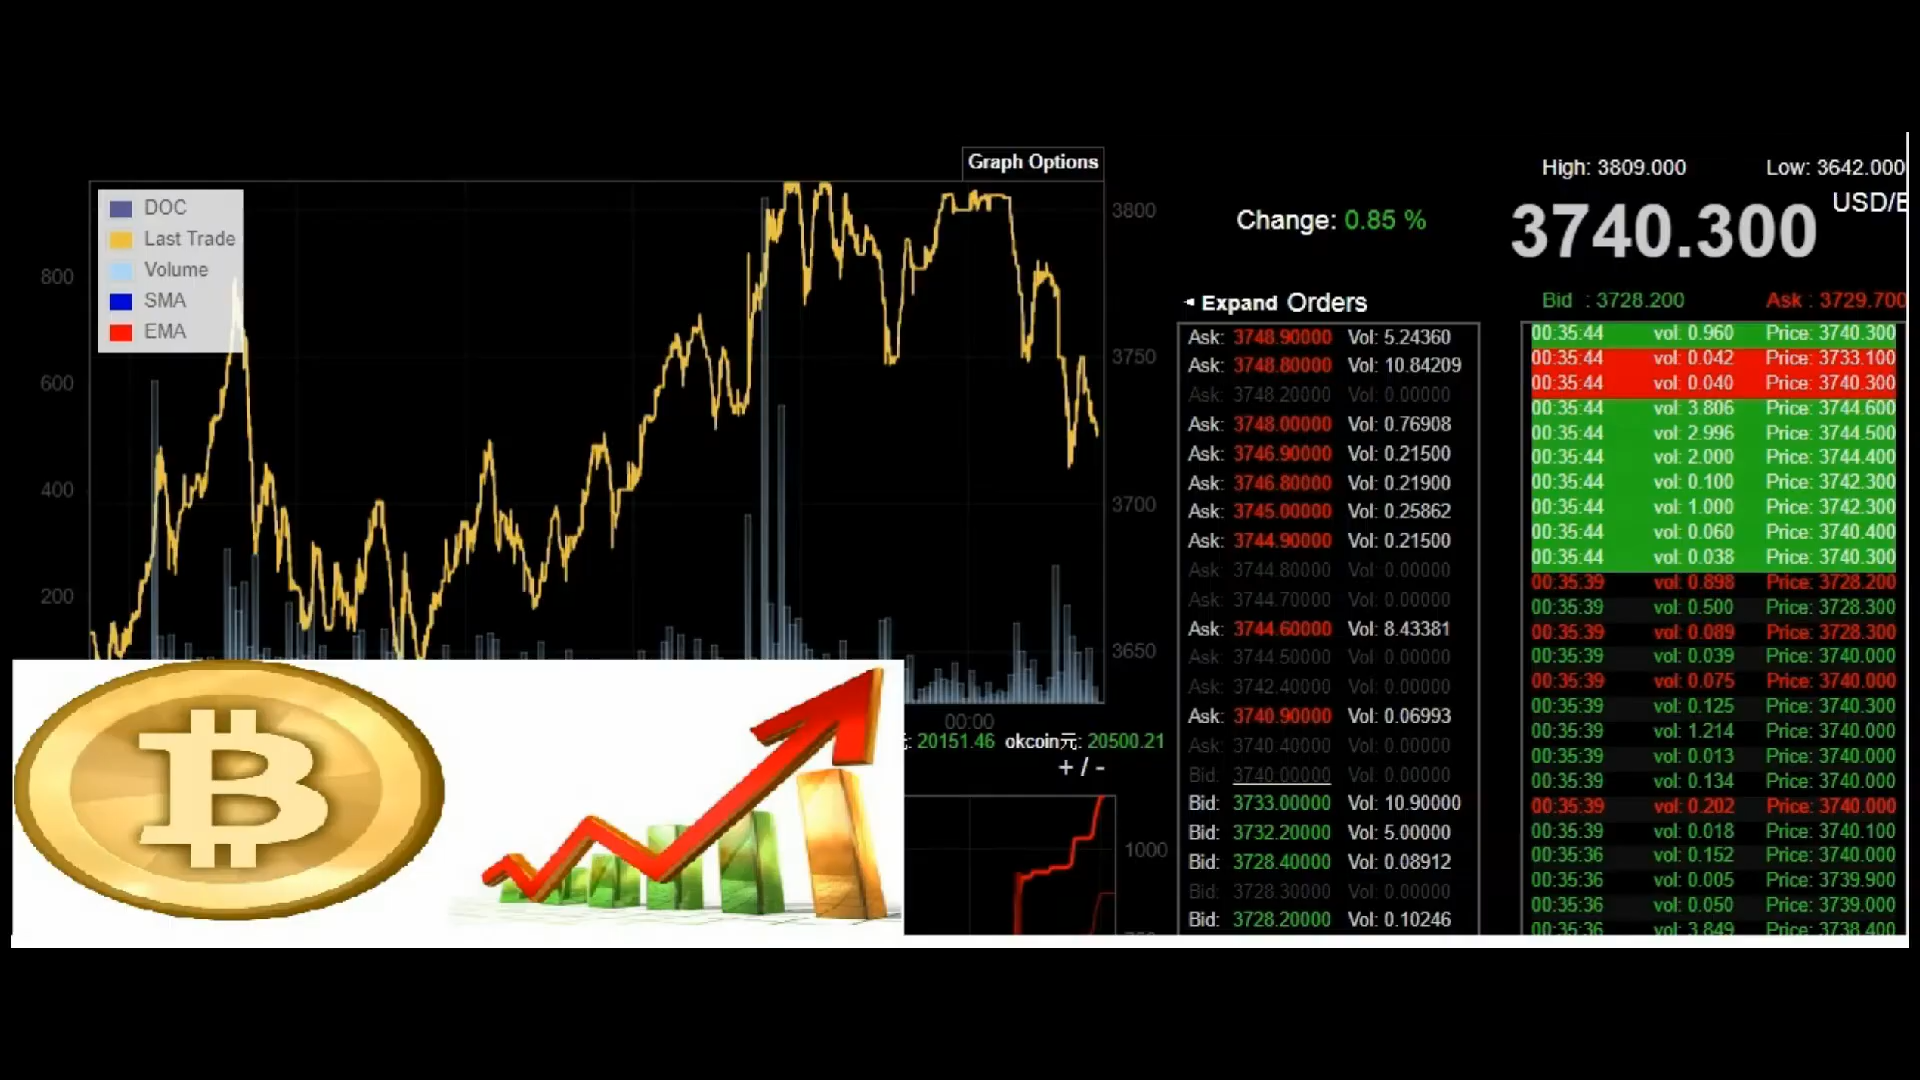 Graph Options
DOC
Last Trade
Volume
SMA
EMA
800
600
400
200
3800
3750
3700
3650
00:00
20151.46 okcoin元: 20500.21
+ / -
1000
Change: 0.85 %
High: 3809.000 Low: 3642.000
3740.300
USD/
Bid : 3728.200 Ask : 3729.700
Expand Orders
Ask: 3748.90000 Vol: 5.24360
Ask: 3748.80000 Vol: 10.84209
Ask: 3748.20000 Vol: 0.00000
Ask: 3748.00000 Vol: 0.76908
Ask: 3746.90000 Vol: 0.21500
Ask: 3746.80000 Vol: 0.21900
Ask: 3745.00000 Vol: 0.25862
Ask: 3744.90000 Vol: 0.21500
Ask: 3744.80000 Vol: 0.00000
Ask: 3744.70000 Vol: 0.00000
Ask: 3744.60000 Vol: 8.43381
Ask: 3744.50000 Vol: 0.00000
Ask: 3742.40000 Vol: 0.00000
Ask: 3740.90000 Vol: 0.06993
Ask: 3740.40000 Vol: 0.00000
Bid: 3740.00000 Vol: 0.00000
Bid: 3733.00000 Vol: 10.90000
Bid: 3732.20000 Vol: 5.00000
Bid: 3728.40000 Vol: 0.08912
Bid: 3728.30000 Vol: 0.00000
Bid: 3728.20000 Vol: 0.10246
00:35:44 vol: 0.960 Price: 3740.300
00:35:44 vol: 0.042 Price: 3733.100
00:35:44 vol: 0.040 Price: 3740.300
00:35:44 vol: 3.806 Price: 3744.600
00:35:44 vol: 2.996 Price: 3744.500
00:35:44 vol: 2.000 Price: 3744.400
00:35:44 vol: 0.100 Price: 3742.300
00:35:44 vol: 1.000 Price: 3742.300
00:35:44 vol: 0.060 Price: 3740.400
00:35:44 vol: 0.038 Price: 3740.300
00:35:39 vol: 0.898 Price: 3728.200
00:35:39 vol: 0.500 Price: 3728.300
00:35:39 vol: 0.089 Price: 3728.300
00:35:39 vol: 0.039 Price: 3740.000
00:35:39 vol: 0.075 Price: 3740.000
00:35:39 vol: 0.125 Price: 3740.300
00:35:39 vol: 1.214 Price: 3740.000
00:35:39 vol: 0.013 Price: 3740.000
00:35:39 vol: 0.134 Price: 3740.000
00:35:39 vol: 0.202 Price: 3740.000
00:35:39 vol: 0.018 Price: 3740.100
00:35:36 vol: 0.152 Price: 3740.000
00:35:36 vol: 0.005 Price: 3739.900
00:35:36 vol: 0.050 Price: 3739.000
00:35:36 vol: 3.849 Price: 3738.400